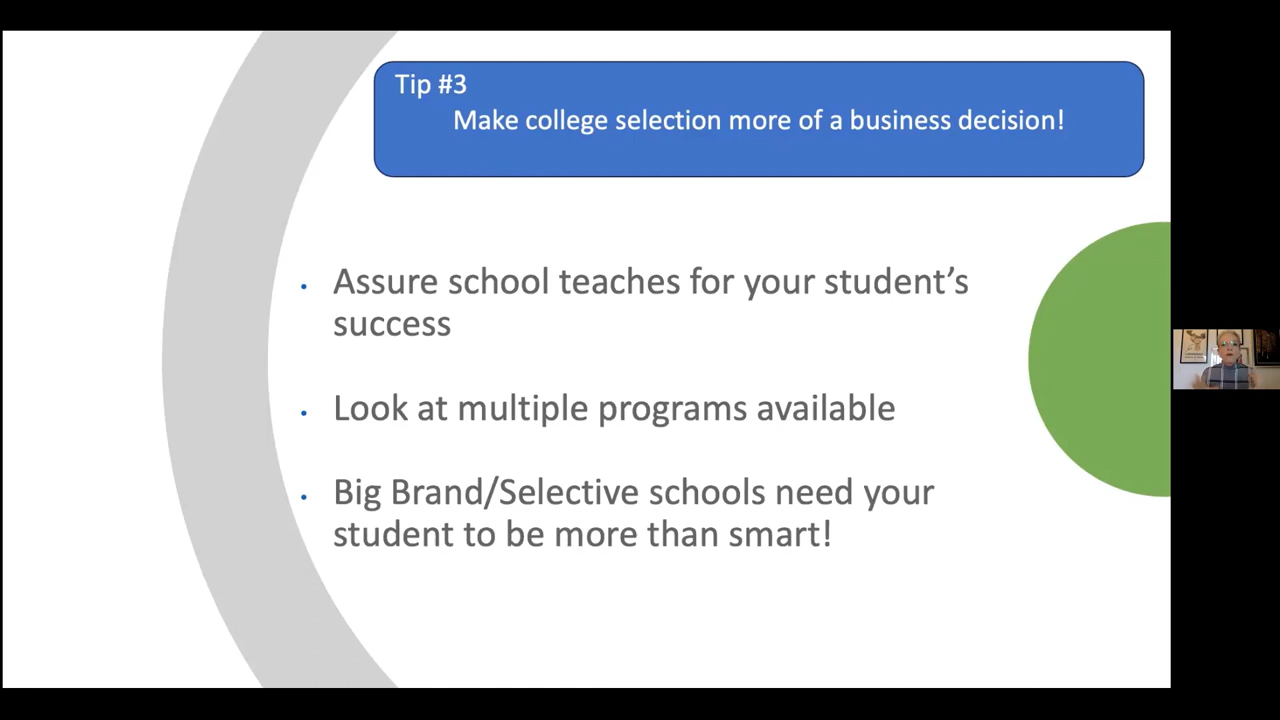 Tip #3
Make college selection more of a business decision!
• Assure school teaches for your student’s
success
• Look at multiple programs available
• Big Brand/Selective schools need your
student to be more than smart!